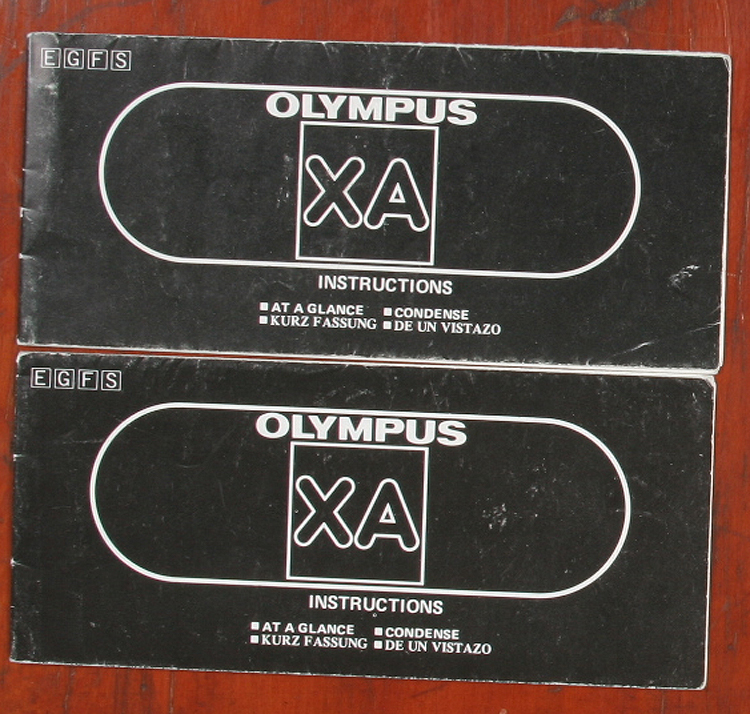 EGFS
OLYMPUS
XA
INSTRUCTIONS
AT A GLANCE CONDENSE
KURZ FASSUNG DE UN VISTAZO
EGFS
OLYMPUS
XA
INSTRUCTIONS
AT A GLANCE CONDENSE
KURZ FASSUNG DE UN VISTAZO